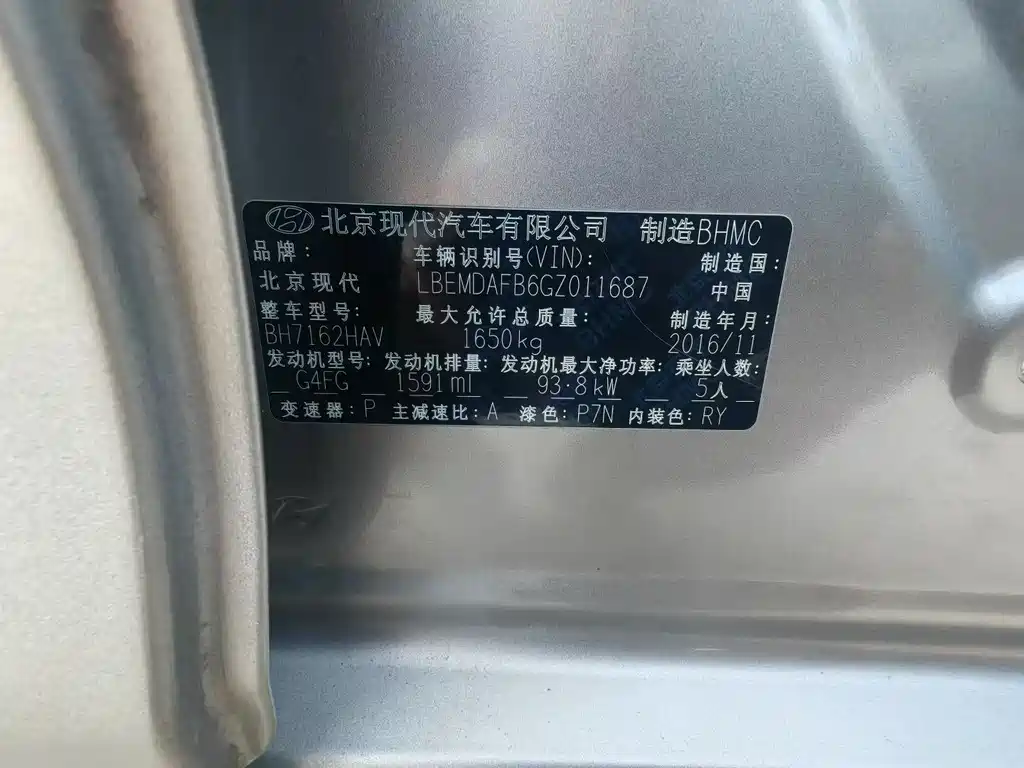 北京现代汽车有限公司 制造BHMC
品牌: 车辆识别号(VIN): 制造国:
北京现代 LBEMDAFB6GZ011687 中国
整车型号: 最大允许总质量: 制造年月:
BH7162HAV 1650kg 2016/11
发动机型号: 发动机排量: 发动机最大净功率: 乘坐人数:
G4FG 1591ml 93.8kW 5人
变速器: P 主减速比: A 漆色: P7N 内装色: RY